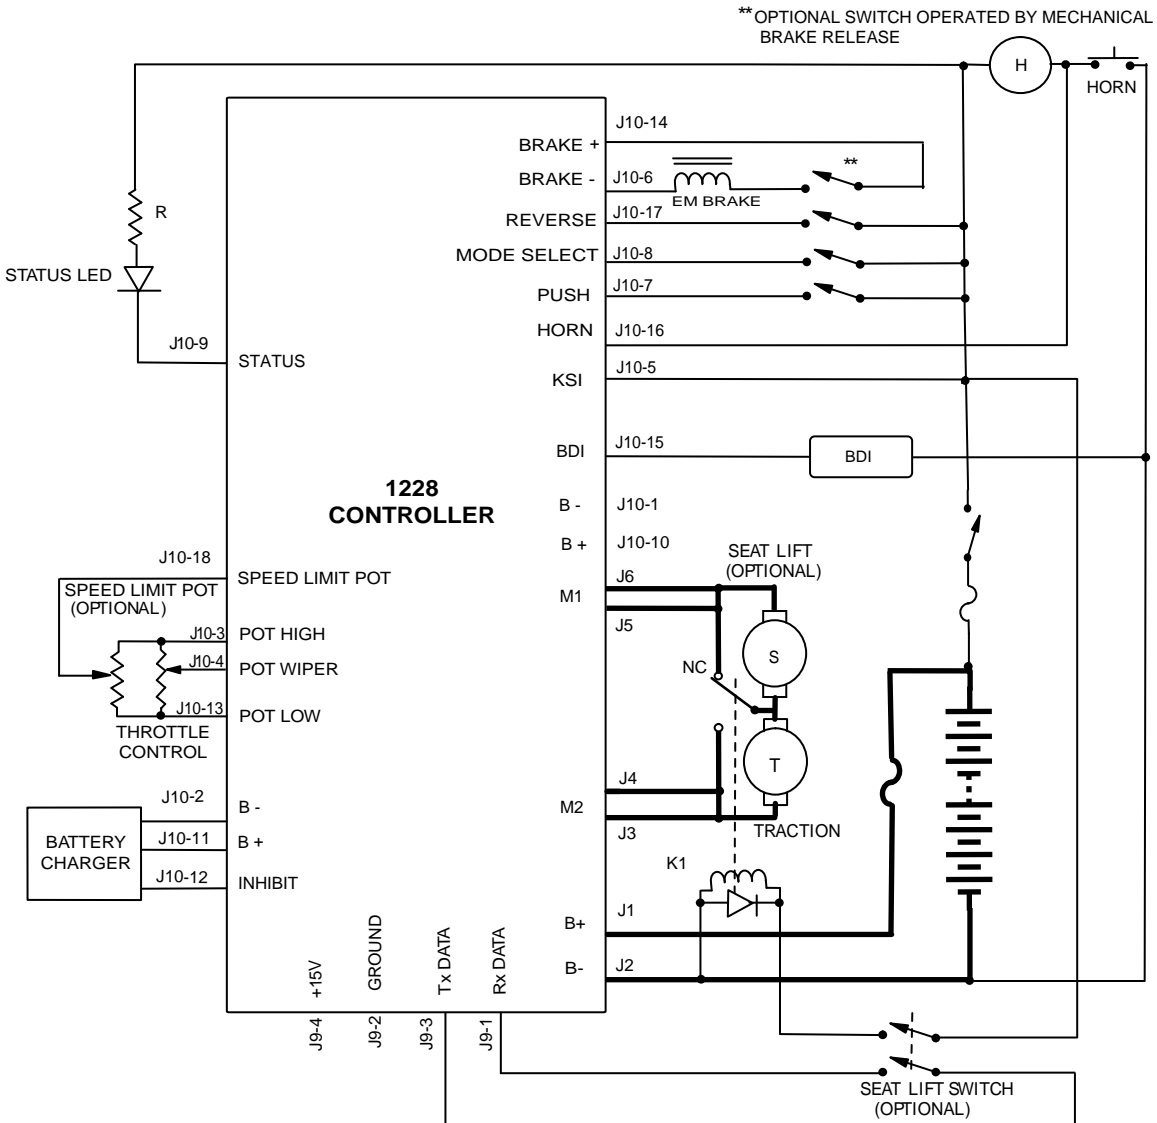 **OPTIONAL SWITCH OPERATED BY MECHANICAL
BRAKE RELEASE
H
HORN
J10-14
BRAKE +
**
BRAKE -
J10-6
EM BRAKE
R
REVERSE
J10-17
MODE SELECT
J10-8
STATUS LED
PUSH
J10-7
HORN
J10-16
J10-9
STATUS
KSI
J10-5
BDI
J10-15
BDI
1228
CONTROLLER
B -
J10-1
B +
J10-10
SEAT LIFT
(OPTIONAL)
J10-18
SPEED LIMIT POT
J6
M1
J5
SPEED LIMIT POT
(OPTIONAL)
J10-3
POT HIGH
J10-4
POT WIPER
S
NC
J10-13
POT LOW
THROTTLE
CONTROL
T
J4
M2
J3
TRACTION
J10-2
B -
BATTERY
CHARGER
J10-11
B +
J10-12
INHIBIT
K1
J1
B+
B-
J2
+15V
GROUND
Tx DATA
Rx DATA
J9-4
J9-2
J9-3
J9-1
SEAT LIFT SWITCH
(OPTIONAL)